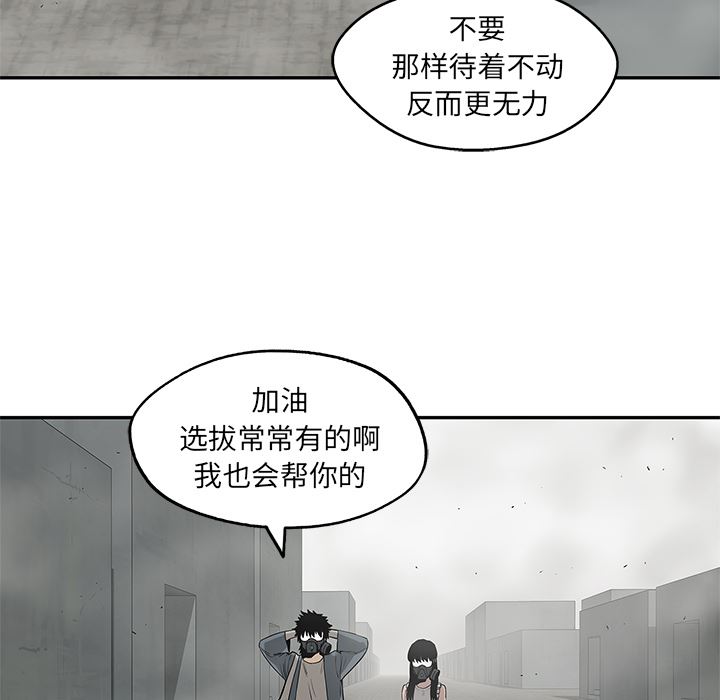 不要
那样待着不动
反而更无力
加油
选拔常常有的啊
我也会帮你的